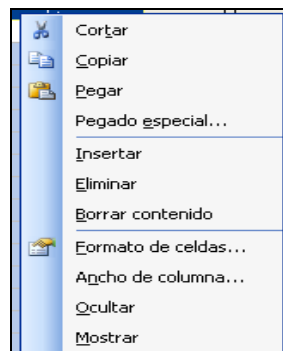 Cortar
Copiar
Pegar
Pegado especial...
Insertar
Eliminar
Borrar contenido
Formato de celdas...
Ancho de columna...
Ocultar
Mostrar